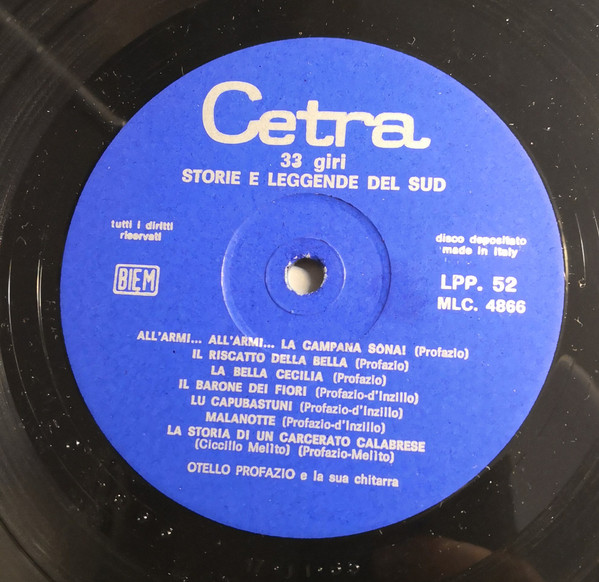 Cetra
33 giri
STORIE E LEGGENDE DEL SUD
tutti i diritti
riservati
BIEM
disco depositato
made in Italy
LPP. 52
MLC. 4866
ALL'ARMI... ALL'ARMI... LA CAMPANA SÔNAI (Profazio)
IL RISCATTO DELLA BELLA (Profazio)
LA BELLA CECILIA (Profazio)
IL BARONE DEI FIORI (Profazio-d'Inzillo)
LU CAPUBASTUNI (Profazio-d'Inzillo)
MALANOTTE (Profazio-d'Inzillo)
LA STORIA DI UN CARCERATO CALABRESE
(Ciccillo Melito) (Profazio-Melito)
OTELLO PROFAZIO e la sua chitarra